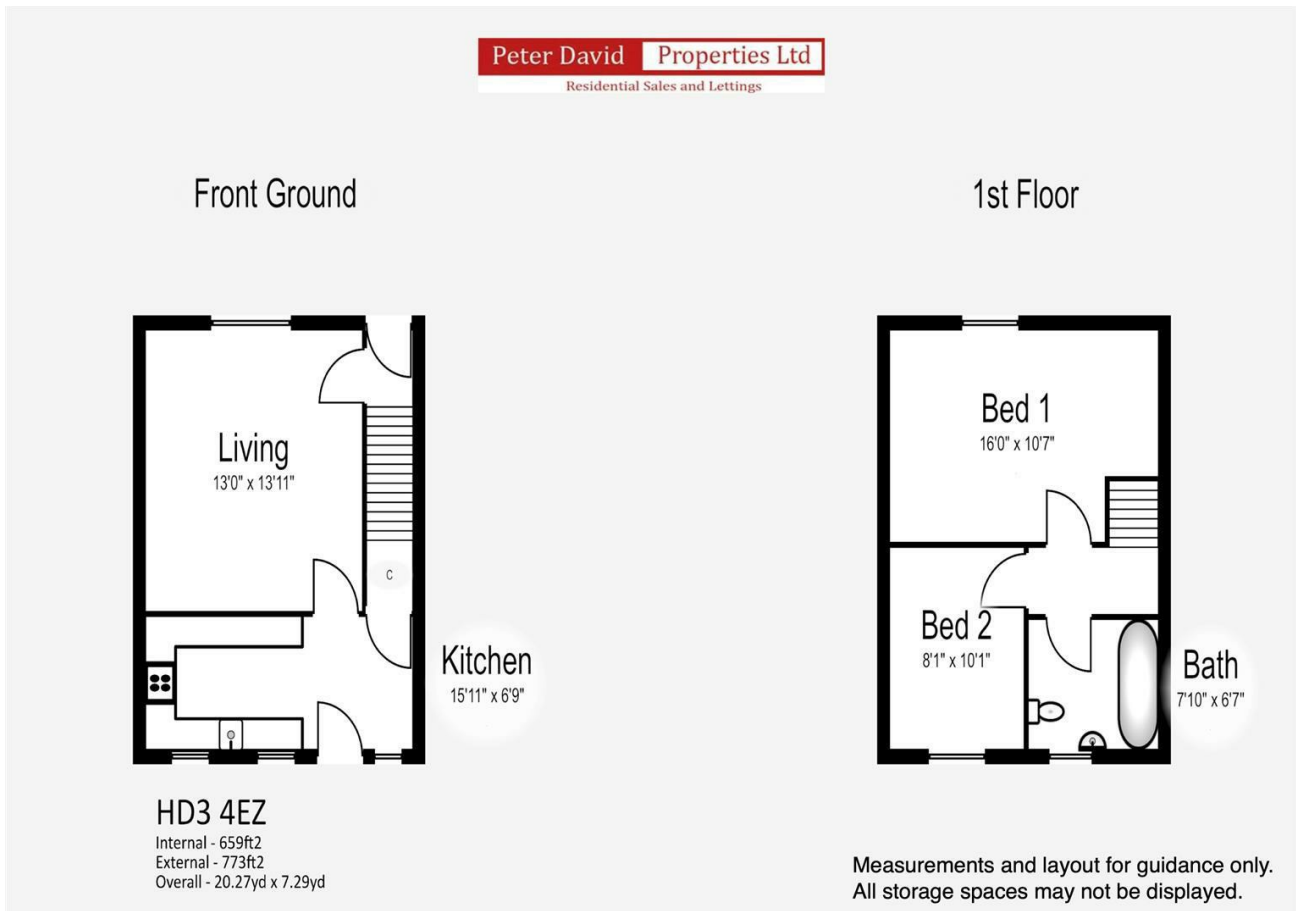 Peter David Properties Ltd
Residential Sales and Lettings
Front Ground
1st Floor
Living
13'0" x 13'11"
C
Kitchen
15'11" x 6'9"
Bed 1
16'0" x 10'7"
Bed 2
8'1" x 10'1"
Bath
7'10" x 6'7"
HD3 4EZ
Internal - 659ft2
External - 773ft2
Overall - 20.27yd x 7.29yd
Measurements and layout for guidance only.
All storage spaces may not be displayed.